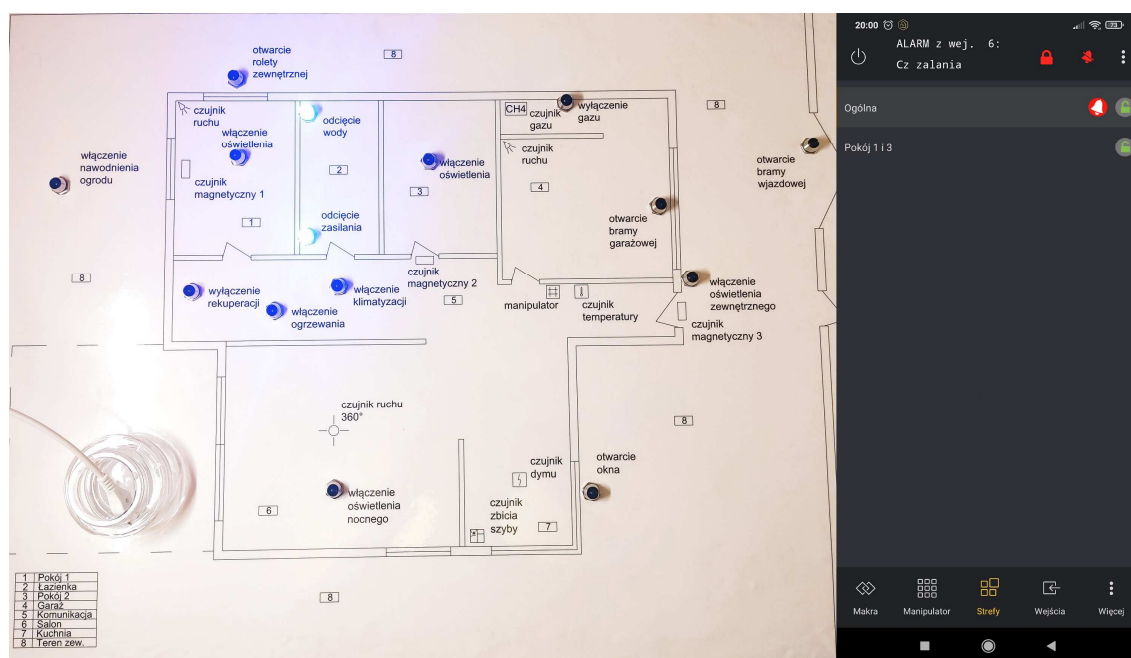 otwarcie
rolety
zewnętrznej
8
czujnik
ruchu
włączenie
oświetlenia
czujnik
magnetyczny 1
1
odcięcie
wody
2
odcięcie
zasilania
włączenie
oświetlenia
3
CH4
czujnik
gazu
wyłączenie
gazu
czujnik
ruchu
4
otwarcie
bramy
garażowej
8
otwarcie
bramy
wjazdowej
włączenie
nawodnienia
ogrodu
8
wyłączenie
rekuperacji
włączenie
ogrzewania
włączenie
klimatyzacji
czujnik
magnetyczny 2
5
manipulator
czujnik
temperatury
włączenie
oświetlenia
zewnętrznego
czujnik
magnetyczny 3
czujnik ruchu
360°
włączenie
oświetlenia
nocnego
6
czujnik
dymu
czujnik
zbicia
szyby
7
otwarcie
okna
8
8
1 Pokój 1
2 Łazienka
3 Pokój 2
4 Garaż
5 Komunikacja
6 Salon
7 Kuchnia
8 Teren zew.
20:00
73
ALARM z wej. 6:
Cz zalania
Ogólna
Pokój 1 i 3
Makra
Manipulator
Strefy
Wejścia
Więcej